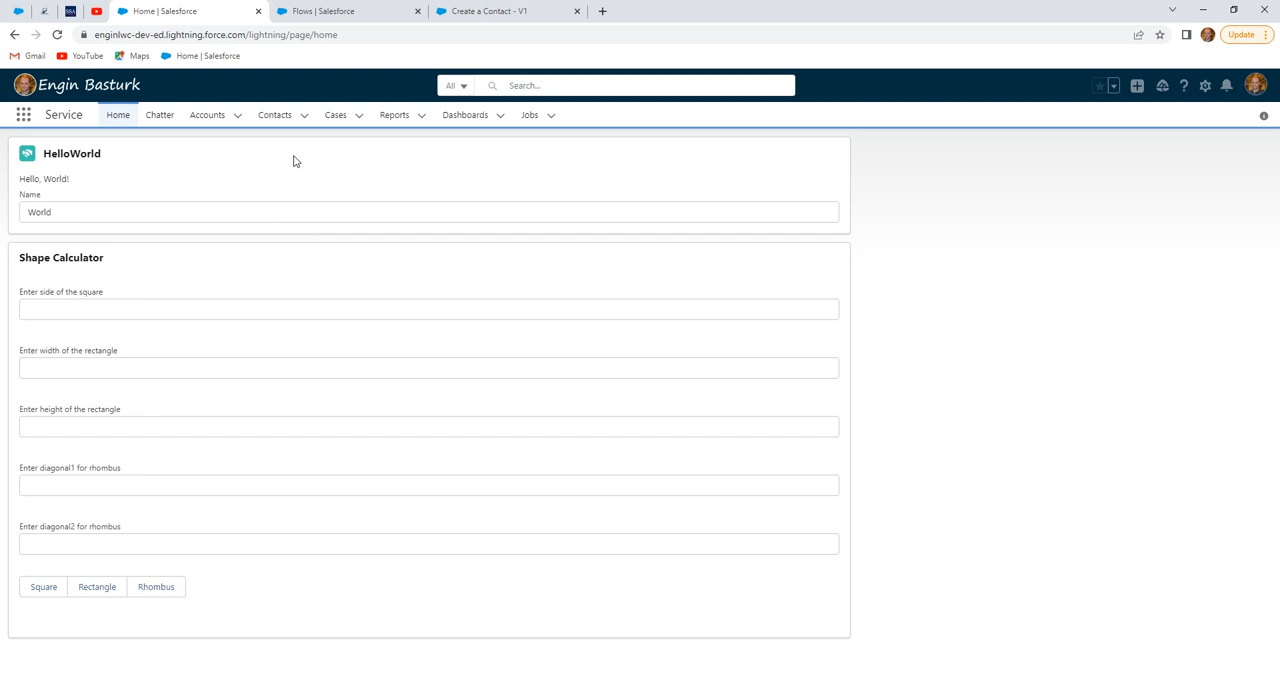 SSA
Home | Salesforce
Flows | Salesforce
Create a Contact - V1
enginlwc-dev-ed.lightning.force.com/lightning/page/home
Update
Gmail
YouTube
Maps
Home | Salesforce
Engin Basturk
All
Search...
Service
Home
Chatter
Accounts
Contacts
Cases
Reports
Dashboards
Jobs
HelloWorld
Hello, World!
Name
World
Shape Calculator
Enter side of the square
Enter width of the rectangle
Enter height of the rectangle
Enter diagonal1 for rhombus
Enter diagonal2 for rhombus
Square
Rectangle
Rhombus